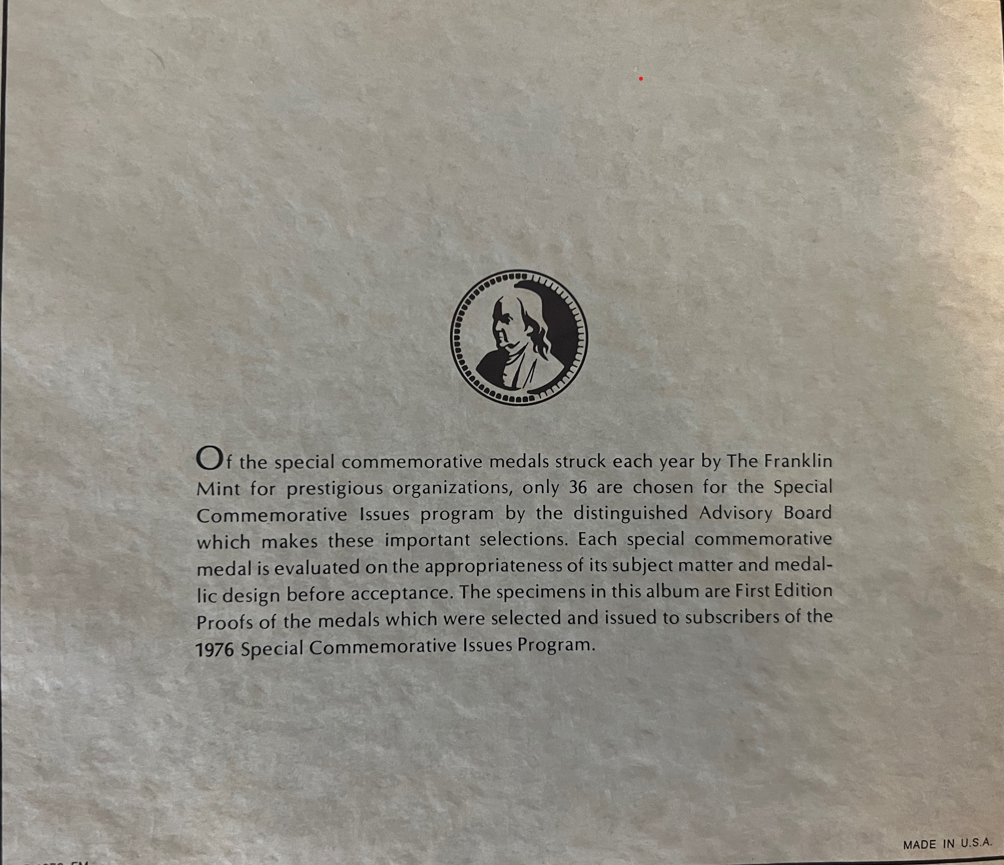 Of the special commemorative medals struck each year by The Franklin
Mint for prestigious organizations, only 36 are chosen for the Special
Commemorative Issues program by the distinguished Advisory Board
which makes these important selections. Each special commemorative
medal is evaluated on the appropriateness of its subject matter and medal-
lic design before acceptance. The specimens in this album are First Edition
Proofs of the medals which were selected and issued to subscribers of the
1976 Special Commemorative Issues Program.
MADE IN U.S.A.